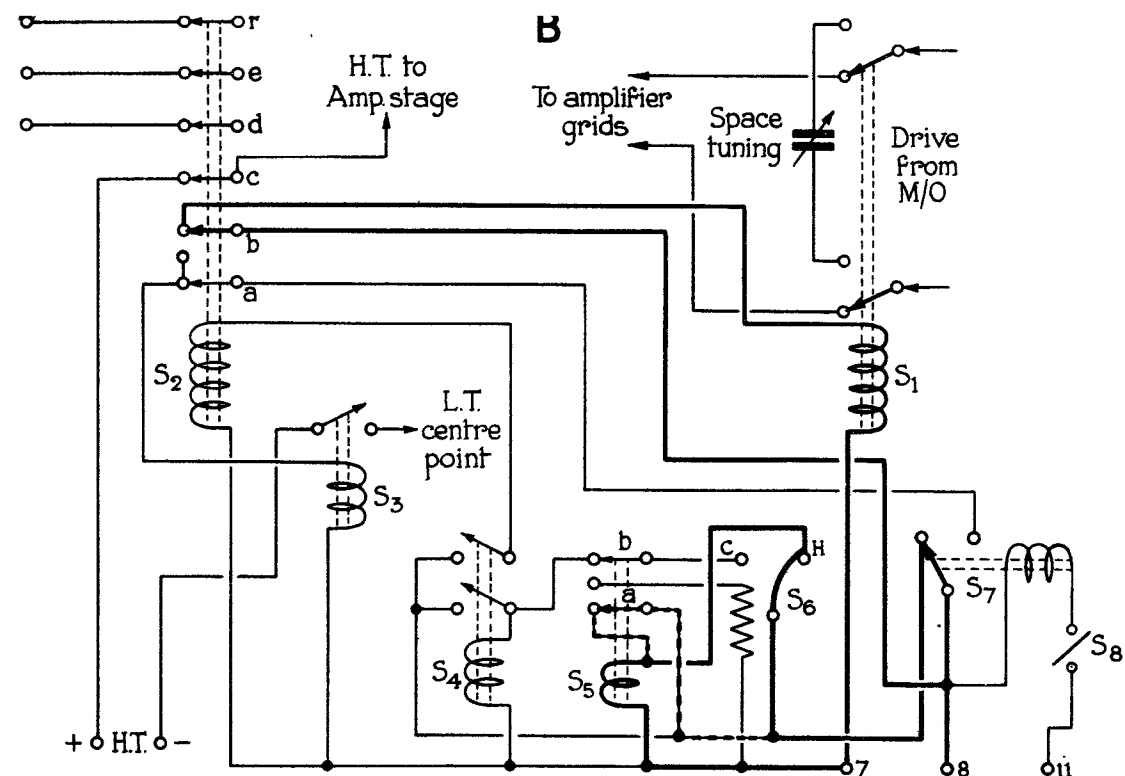 B
r
e
d
c
b
a
H.T. to
Amp. stage
To amplifier
grids
Space
tuning
Drive
from
M/O
S2
S1
L.T.
centre
point
S3
b
c
H
a
S6
S7
S4
S5
S8
+ H.T. -
7
8
11